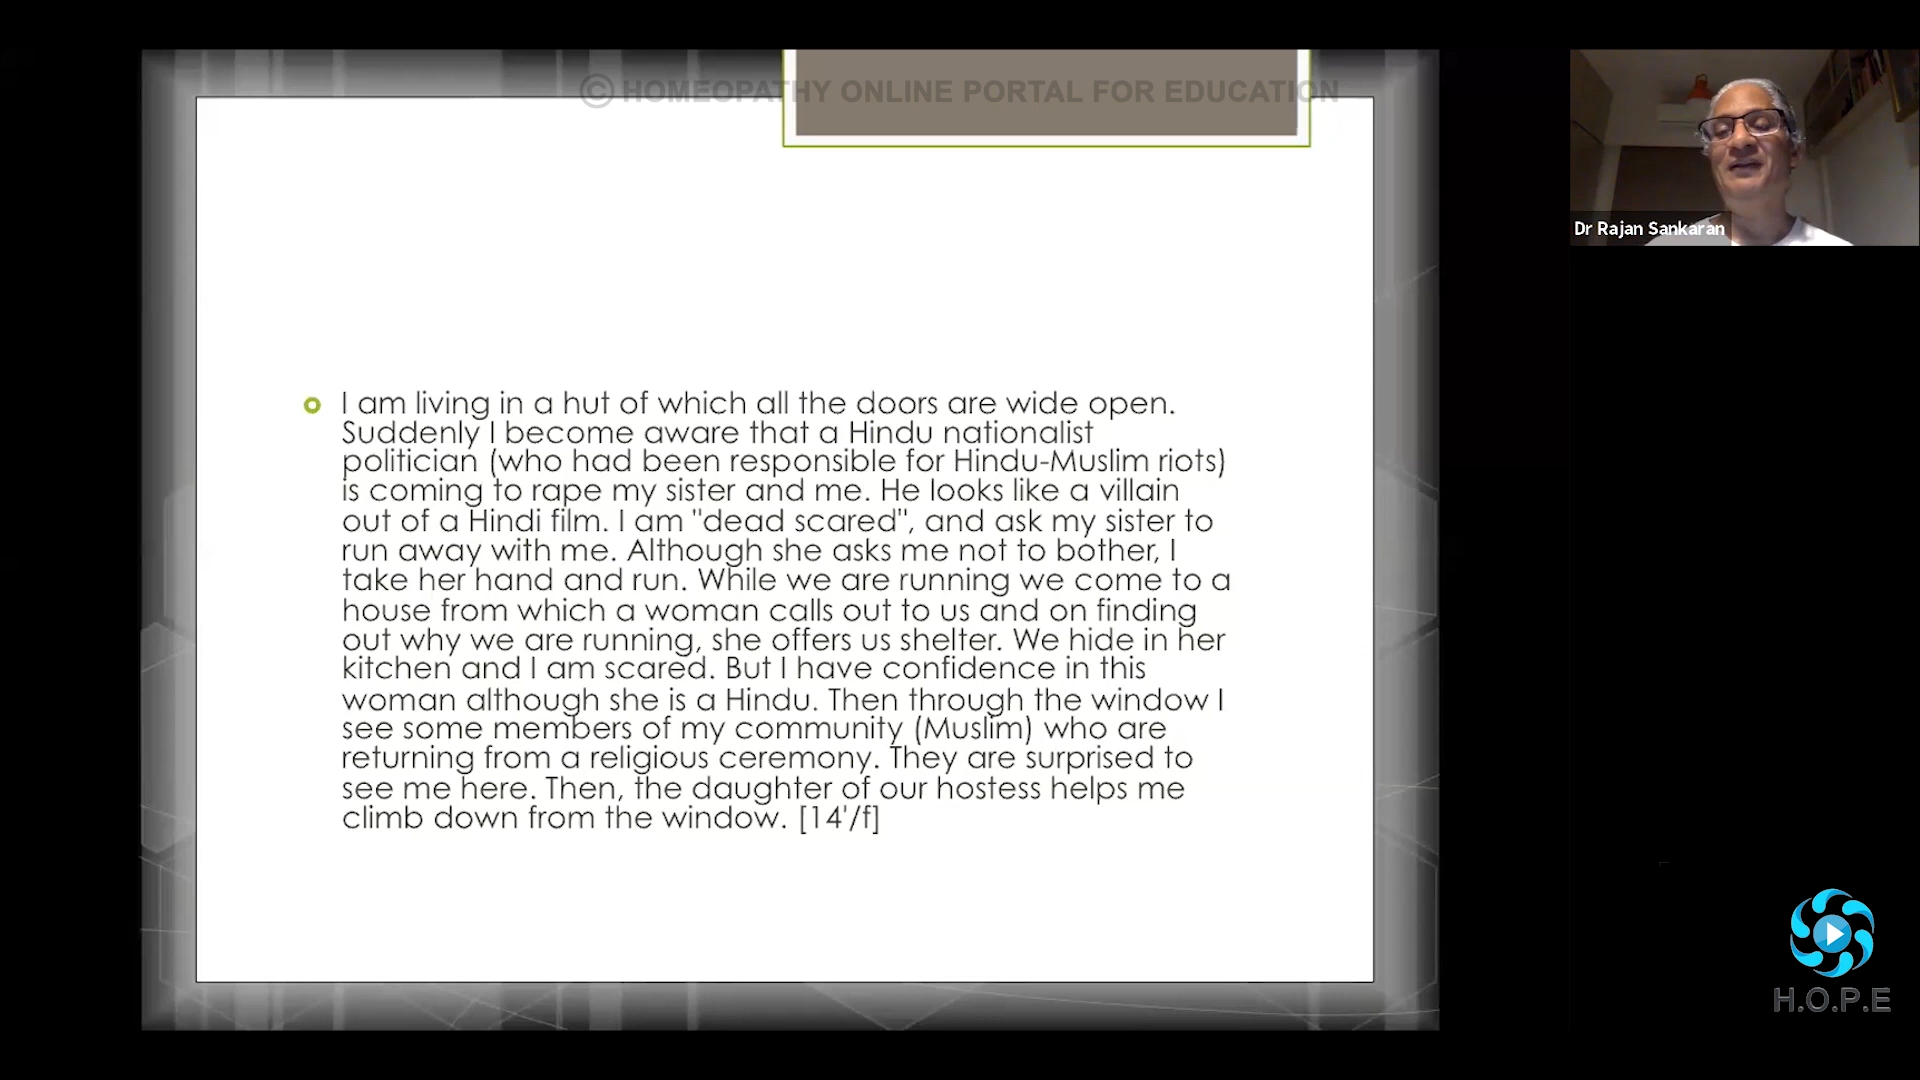 © HOMEOPATHY ONLINE PORTAL FOR EDUCATION
Dr Rajan Sankaran
I am living in a hut of which all the doors are wide open.
Suddenly I become aware that a Hindu nationalist
politician (who had been responsible for Hindu-Muslim riots)
is coming to rape my sister and me. He looks like a villain
out of a Hindi film. I am "dead scared", and ask my sister to
run away with me. Although she asks me not to bother, I
take her hand and run. While we are running we come to a
house from which a woman calls out to us and on finding
out why we are running, she offers us shelter. We hide in her
kitchen and I am scared. But I have confidence in this
woman although she is a Hindu. Then through the window I
see some members of my community (Muslim) who are
returning from a religious ceremony. They are surprised to
see me here. Then, the daughter of our hostess helps me
climb down from the window. [14'/f]
H.O.P.E